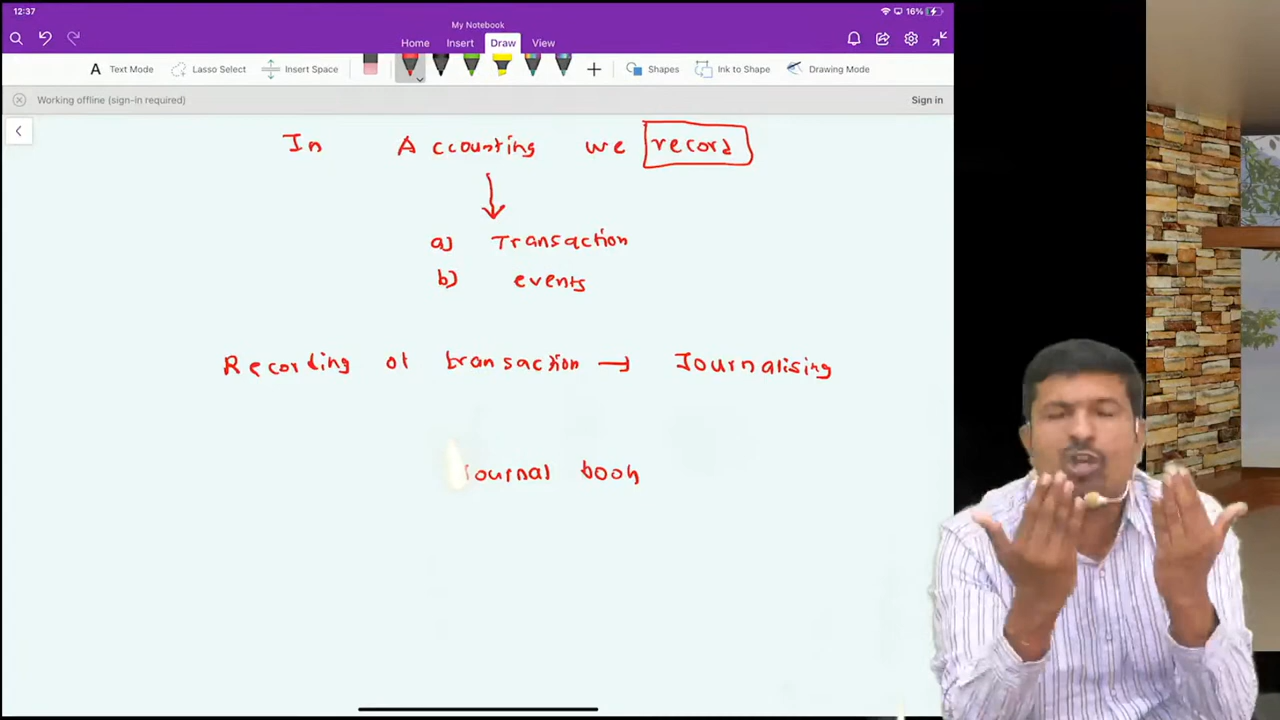 12:37
16%
My Notebook
Home Insert Draw View
Text Mode Lasso Select Insert Space + Shapes Ink to Shape Drawing Mode
Working offline (sign-in required) Sign in
In Accounting we record
a) Transaction
b) events
Recording of transaction → Journalising
Journal book